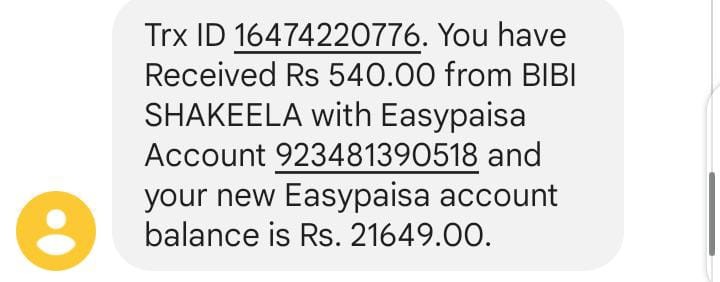 Trx ID 16474220776. You have
Received Rs 540.00 from BIBI
SHAKEELA with Easypaisa
Account 923481390518 and
your new Easypaisa account
balance is Rs. 21649.00.